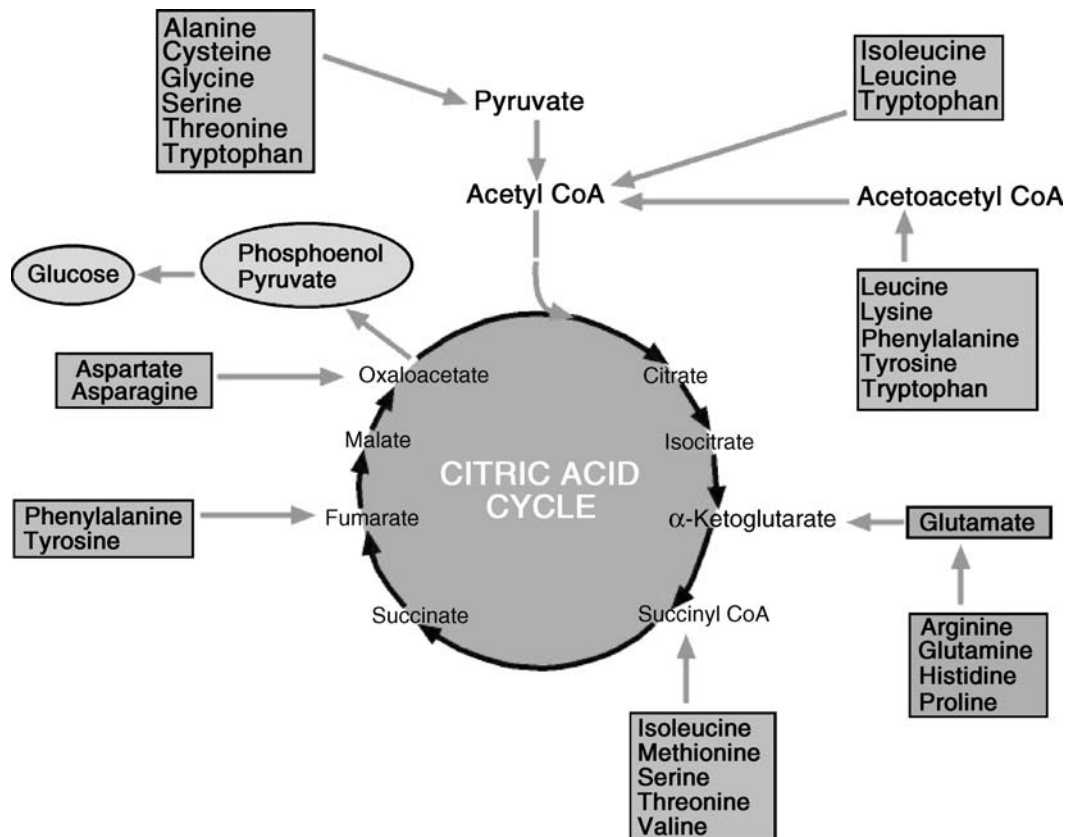 Alanine
Cysteine
Glycine
Serine
Threonine
Tryptophan
Pyruvate
Isoleucine
Leucine
Tryptophan
Acetyl CoA
Acetoacetyl CoA
Glucose
Phosphoenol
Pyruvate
Leucine
Lysine
Phenylalanine
Tyrosine
Tryptophan
Aspartate
Asparagine
Oxaloacetate
Citrate
Malate
Isocitrate
CITRIC ACID
CYCLE
Phenylalanine
Tyrosine
Fumarate
α-Ketoglutarate
Glutamate
Succinate
Succinyl CoA
Arginine
Glutamine
Histidine
Proline
Isoleucine
Methionine
Serine
Threonine
Valine